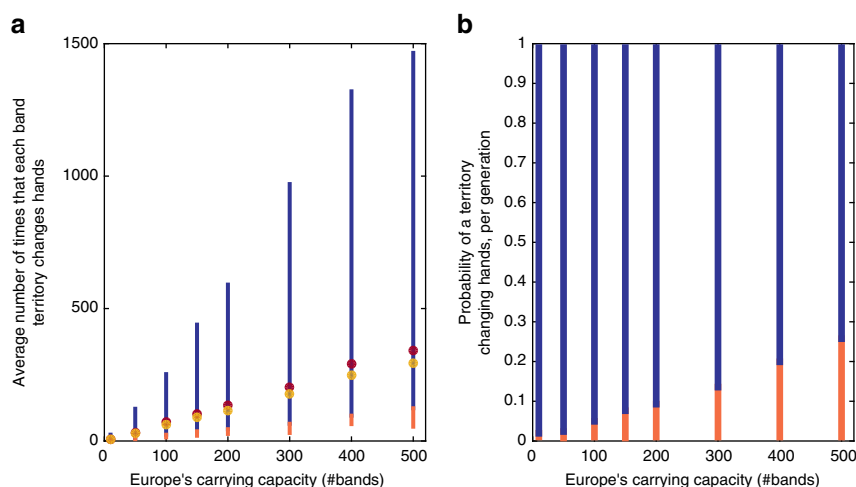 a
1500
1000
500
0
Average number of times that each band
territory changes hands
0 100 200 300 400 500
Europe's carrying capacity (#bands)
b
1
0.9
0.8
0.7
0.6
0.5
0.4
0.3
0.2
0.1
0
Probability of a territory
changing hands, per generation
0 100 200 300 400 500
Europe's carrying capacity (#bands)